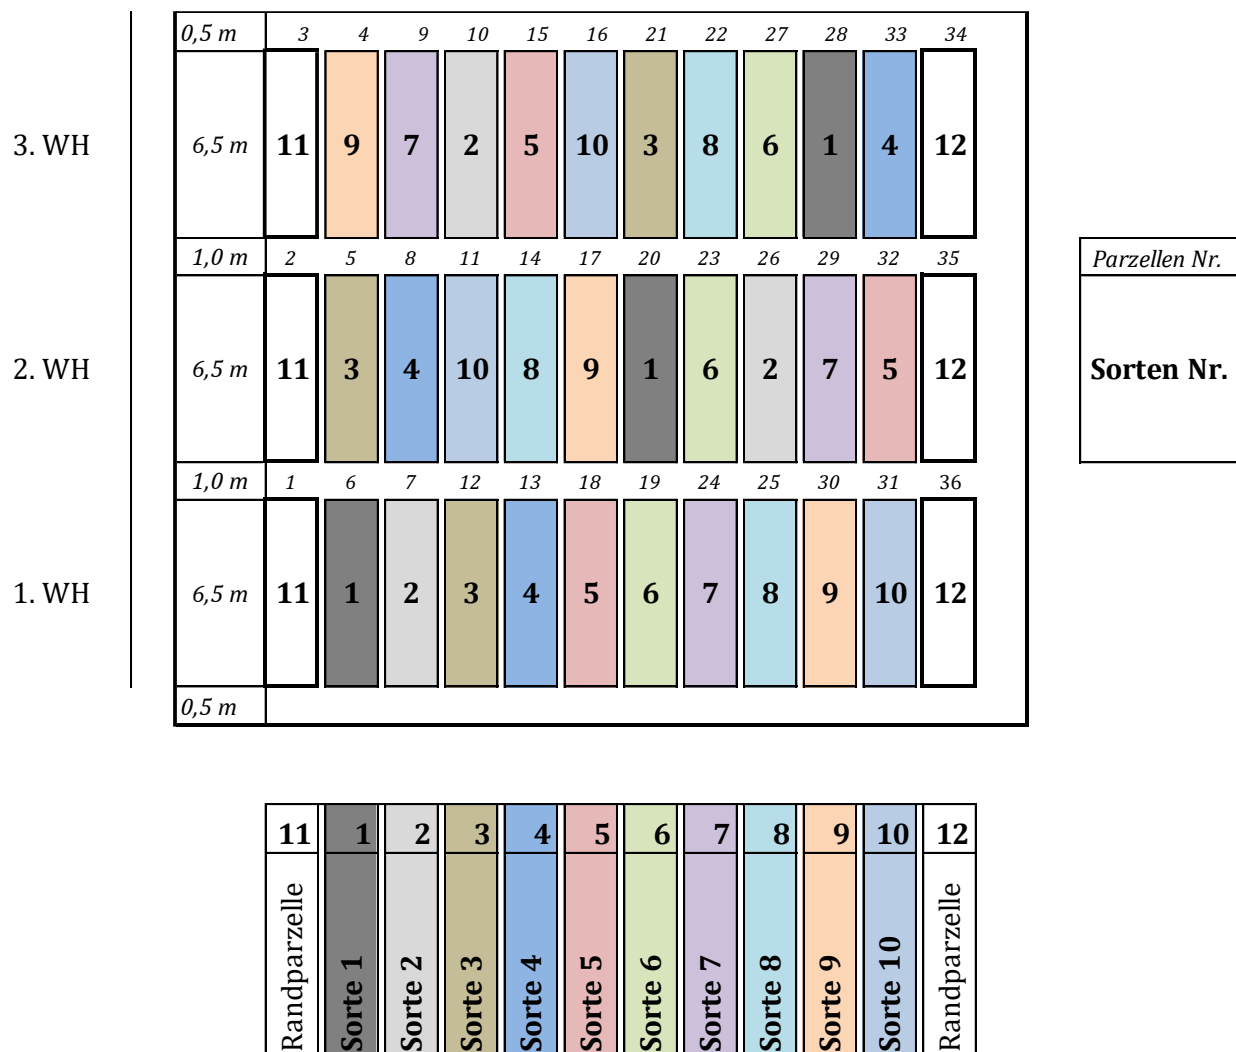 0,5 m 3 4 9 10 15 16 21 22 27 28 33 34
3. WH 6,5 m 11 9 7 2 5 10 3 8 6 1 4 12
1,0 m 2 5 8 11 14 17 20 23 26 29 32 35 Parzellen Nr.
2. WH 6,5 m 11 3 4 10 8 9 1 6 2 7 5 12 Sorten Nr.
1,0 m 1 6 7 12 13 18 19 24 25 30 31 36
1. WH 6,5 m 11 1 2 3 4 5 6 7 8 9 10 12
0,5 m
11 1 2 3 4 5 6 7 8 9 10 12
Randparzelle
Sorte 1
Sorte 2
Sorte 3
Sorte 4
Sorte 5
Sorte 6
Sorte 7
Sorte 8
Sorte 9
Sorte 10
Randparzelle